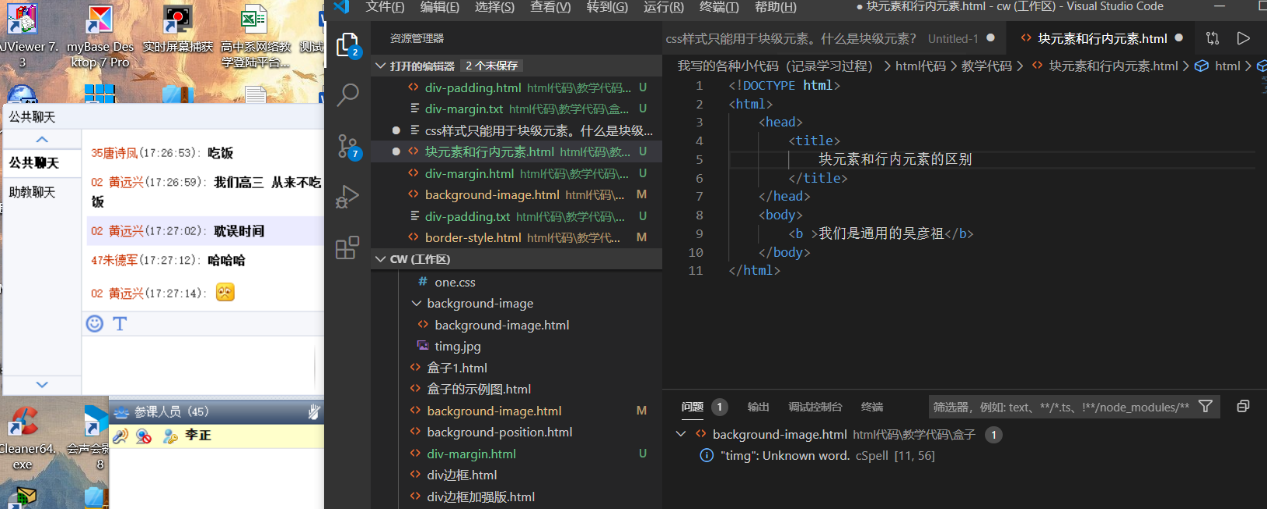 文件(F) 编辑(E) 选择(S) 查看(V) 转到(G) 运行(R) 终端(T) 帮助(H)
● 块元素和行内元素.html - cw (工作区) - Visual Studio Code
JViewer 7.3
myBase Desktop 7 Pro
实时屏幕捕获
高中系网络教学登陆平台...
测试
公共聊天
公共聊天
助教聊天
35唐诗凤(17:26:53): 吃饭
02 黄远兴(17:26:59): 我们高三 从来不吃
饭
02 黄远兴(17:27:02): 耽误时间
47朱德军(17:27:12): 哈哈哈
02 黄远兴(17:27:14):
T
参课人员 (45)
李正
Cleaner64.exe
会声会影
8
资源管理器
打开的编辑器 2 个未保存
div-padding.html html代码\教学代码... U
div-margin.txt html代码\教学代码\盒... U
css样式只能用于块级元素。什么是块级...
块元素和行内元素.html html代码\教... U
div-margin.html html代码\教学代码\... U
background-image.html html代码\... M
div-padding.txt html代码\教学代码\... U
border-style.html html代码\教学代... M
CW (工作区)
# one.css
background-image
background-image.html
timg.jpg
盒子1.html
盒子的示例图.html
background-image.html M
background-position.html
div-margin.html U
div边框.html
div边框加强版.html
2
7
css样式只能用于块级元素。什么是块级元素? Untitled-1 ●
块元素和行内元素.html ●
我写的各种小代码（记录学习过程） > html代码 > 教学代码 > 块元素和行内元素.html > html >
1 <!DOCTYPE html>
2 <html>
3 <head>
4 <title>
5 块元素和行内元素的区别
6 </title>
7 </head>
8 <body>
9 <b >我们是通用的吴彦祖</b>
10 </body>
11 </html>
问题 1 输出 调试控制台 终端
筛选器，例如: text、**/*.ts、!**/node_modules/**
background-image.html html代码\教学代码\盒子 1
"timg": Unknown word. cSpell [11, 56]